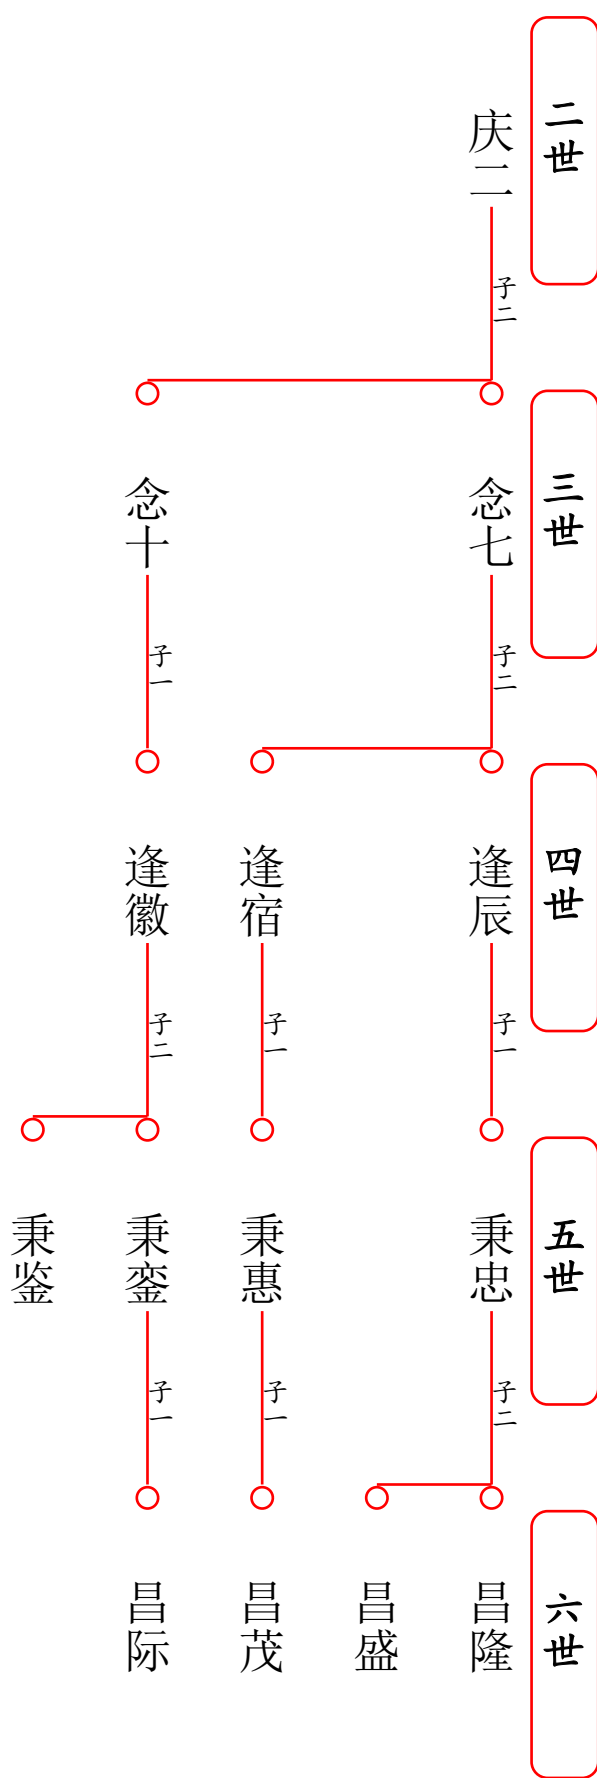 二世
庆二
子二
三世
念七
子二
念十
子一
四世
逢辰
子一
逢宿
子一
逢徽
子二
五世
秉忠
子二
秉惠
子一
秉銮
子一
秉鉴
六世
昌隆
昌盛
昌茂
昌际